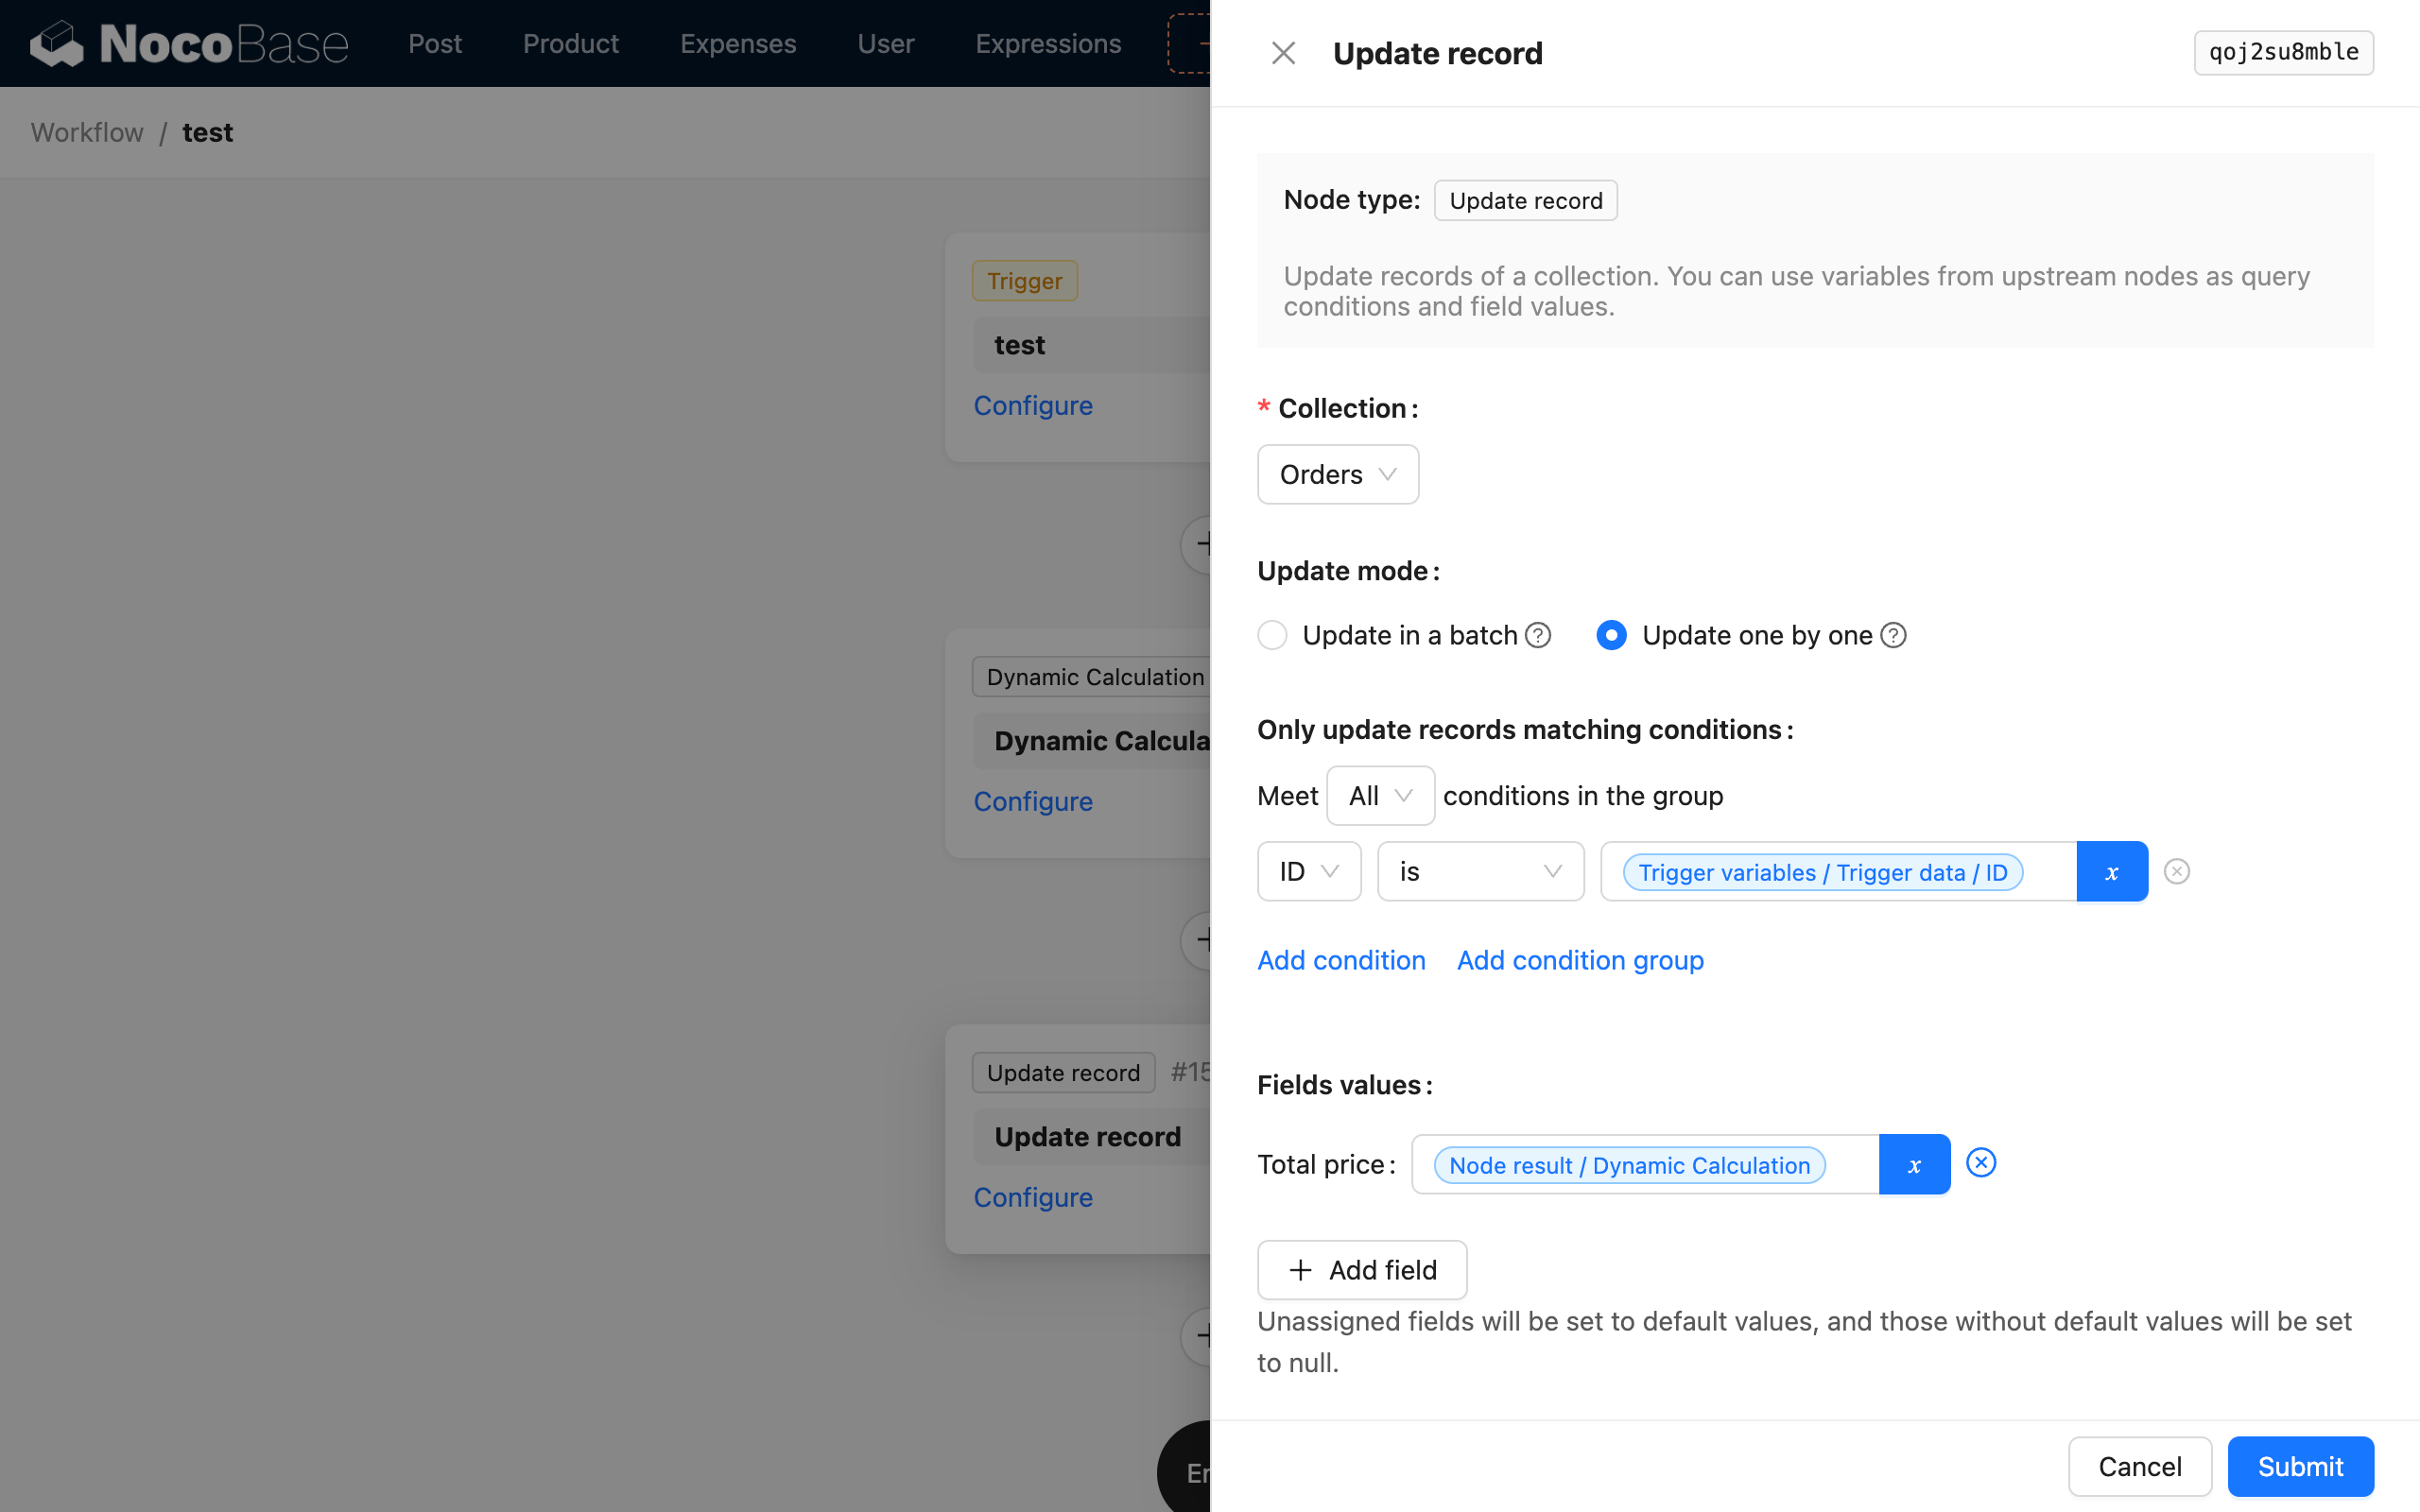 NocoBase Post Product Expenses User Expressions
Workflow / test
Trigger
test
Configure
Dynamic Calculation
Dynamic Calcula
Configure
Update record #15
Update record
Configure
Update record
qoj2su8mble
Node type: Update record
Update records of a collection. You can use variables from upstream nodes as query
conditions and field values.
* Collection:
Orders
Update mode:
Update in a batch Update one by one
Only update records matching conditions:
Meet All conditions in the group
ID is Trigger variables / Trigger data / ID x
Add condition Add condition group
Fields values:
Total price: Node result / Dynamic Calculation x
+ Add field
Unassigned fields will be set to default values, and those without default values will be set
to null.
Cancel Submit